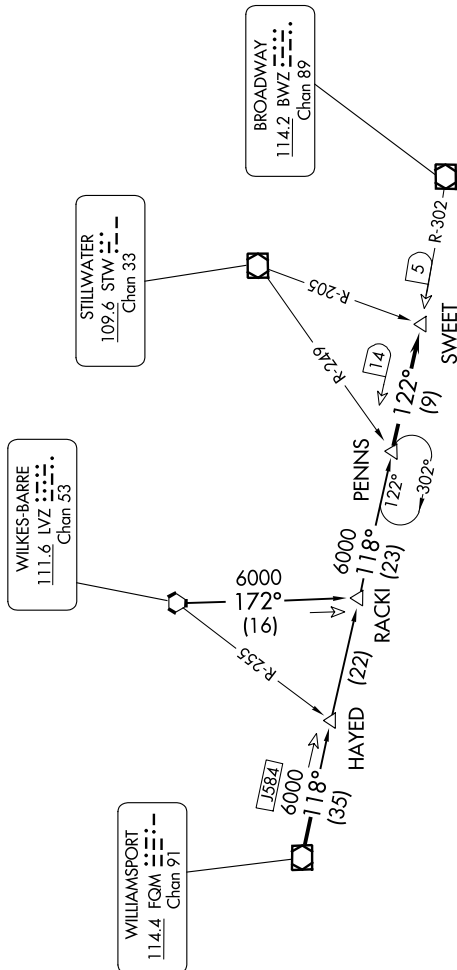 WILLIAMSPORT
114.4 FQM
Chan 91
WILKES-BARRE
111.6 LVZ
Chan 53
STILLWATER
109.6 STW
Chan 33
BROADWAY
114.2 BWZ
Chan 89
J584
6000
118°
(35)
HAYED
R-255
(22)
6000
172°
(16)
RACKI
6000
118°
(23)
PENNS
122°
302°
R-249
R-205
14
122°
(9)
SWEET
5
R-302